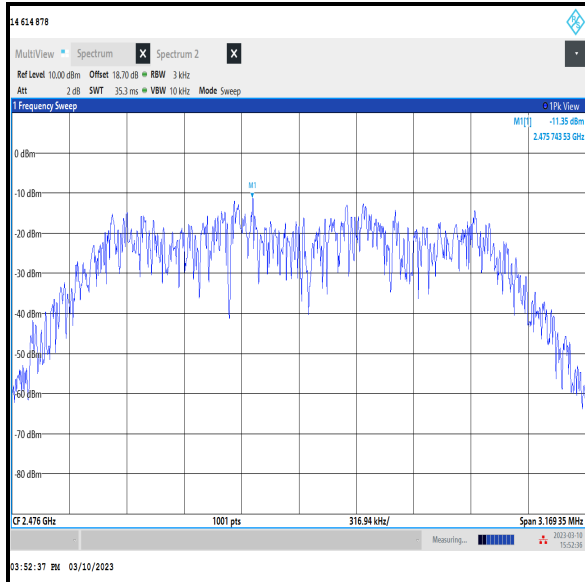 14 614 878
R S
MultiView Spectrum X Spectrum 2 X
Ref Level 10.00 dBm Offset 18.70 dB RBW 3 kHz
Att 2 dB SWT 35.3 ms VBW 10 kHz Mode Sweep
1 Frequency Sweep 1Pk View
M1[1] -11.35 dBm
2.475 743 53 GHz
0 dBm
M1
-10 dBm
-20 dBm
-30 dBm
-40 dBm
-50 dBm
-60 dBm
-70 dBm
-80 dBm
CF 2.476 GHz 1001 pts 316.94 kHz/ Span 3.169 35 MHz
Measuring... 2023-03-10
15:52:36
03:52:37 PM 03/10/2023